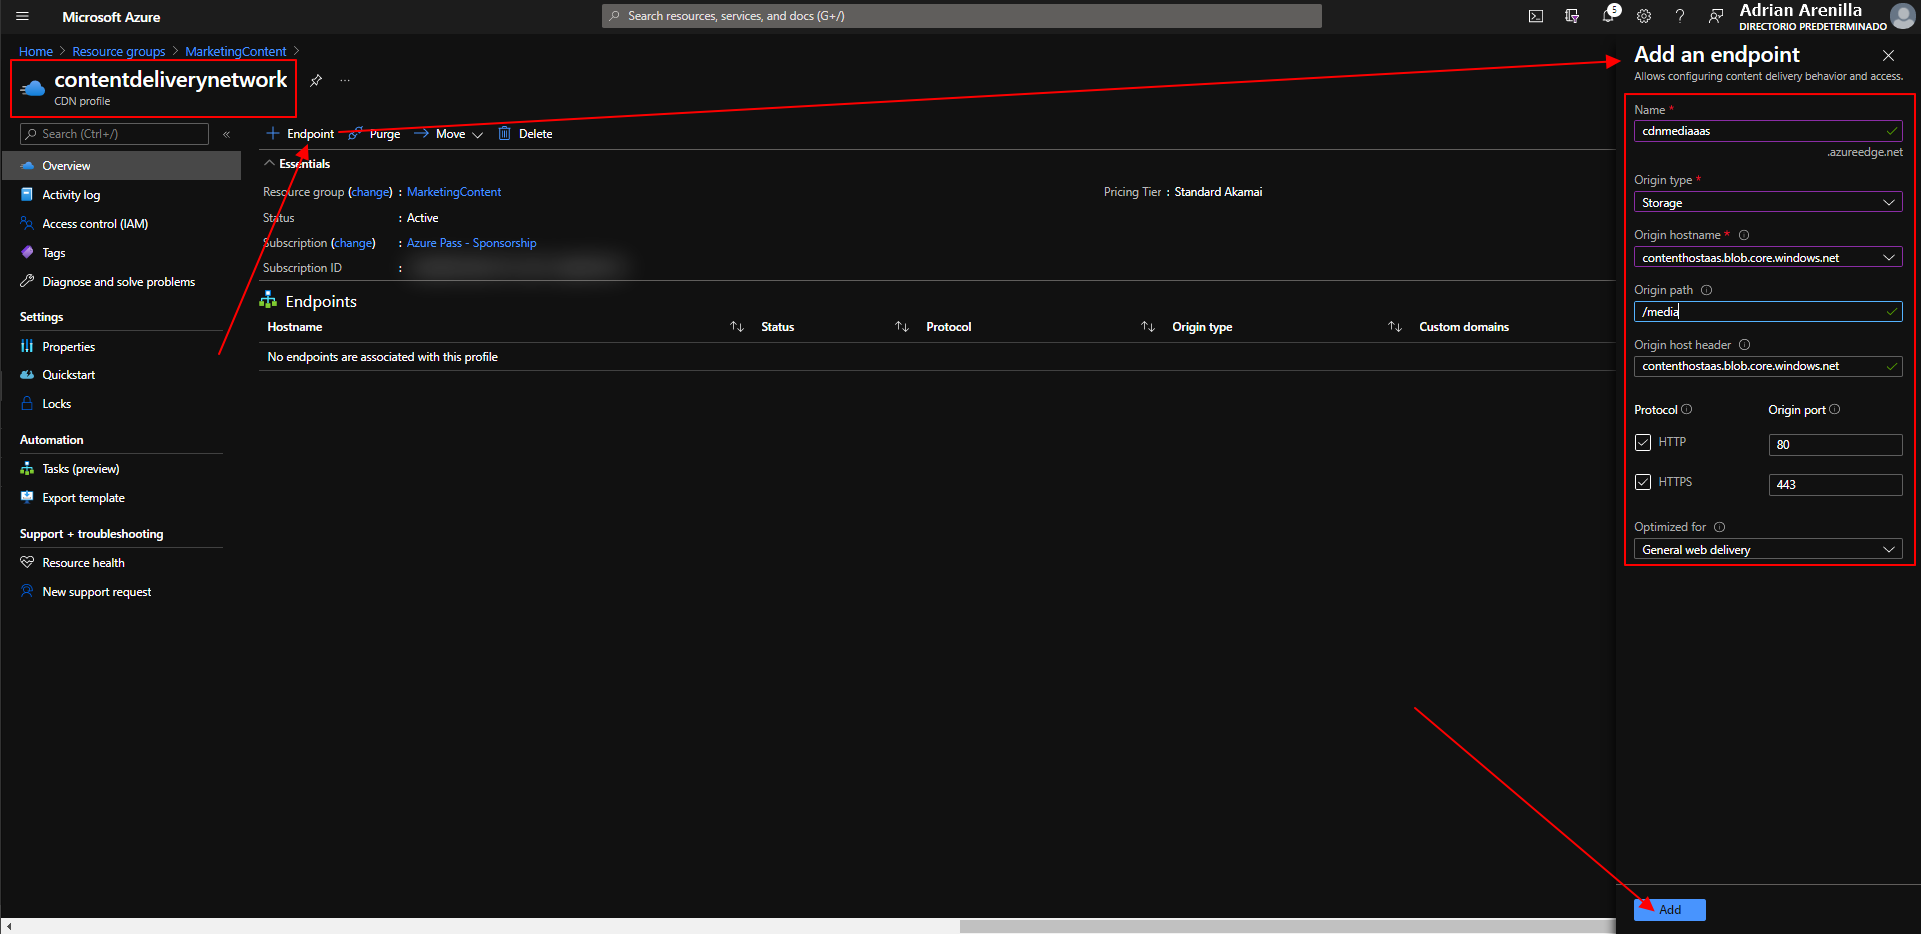 Microsoft Azure
Search resources, services, and docs (G+/)
5
Adrian Arenilla
DIRECTORIO PREDETERMINADO
Home > Resource groups > MarketingContent >
contentdeliverynetwork
CDN profile
Search (Ctrl+/)
Overview
Activity log
Access control (IAM)
Tags
Diagnose and solve problems
Settings
Properties
Quickstart
Locks
Automation
Tasks (preview)
Export template
Support + troubleshooting
Resource health
New support request
Endpoint Purge Move Delete
Essentials
Resource group (change) : MarketingContent
Status : Active
Subscription (change) : Azure Pass - Sponsorship
Subscription ID :
Pricing Tier : Standard Akamai
Endpoints
Hostname Status Protocol Origin type Custom domains
No endpoints are associated with this profile
Add an endpoint
Allows configuring content delivery behavior and access.
Name *
cdnmediaaas
.azureedge.net
Origin type *
Storage
Origin hostname *
contenthostaas.blob.core.windows.net
Origin path
/media
Origin host header
contenthostaas.blob.core.windows.net
Protocol Origin port
HTTP 80
HTTPS 443
Optimized for
General web delivery
Add